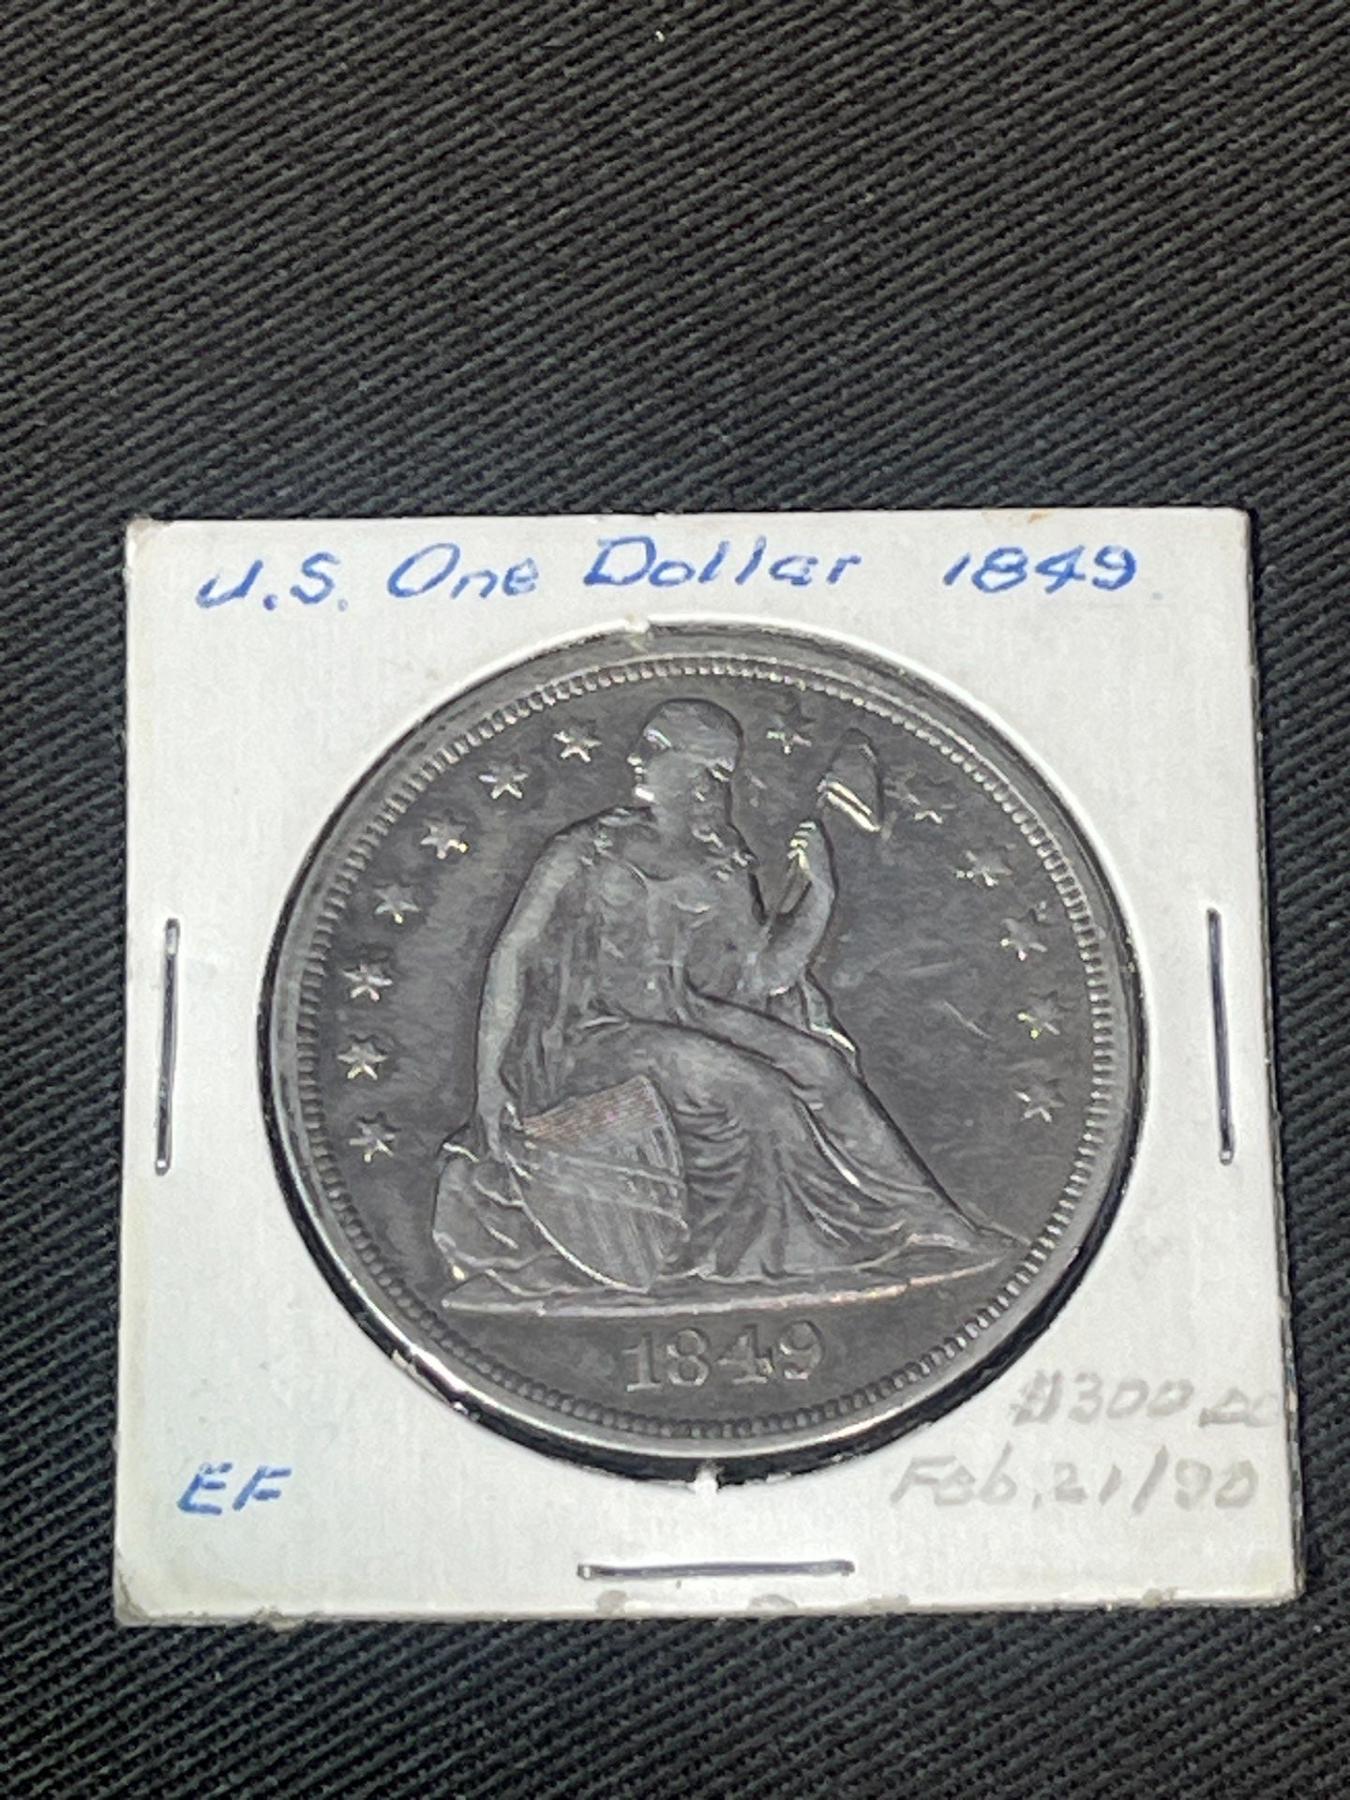 U.S. One Dollar 1849
1849
$300.00
EF
Feb. 21/90